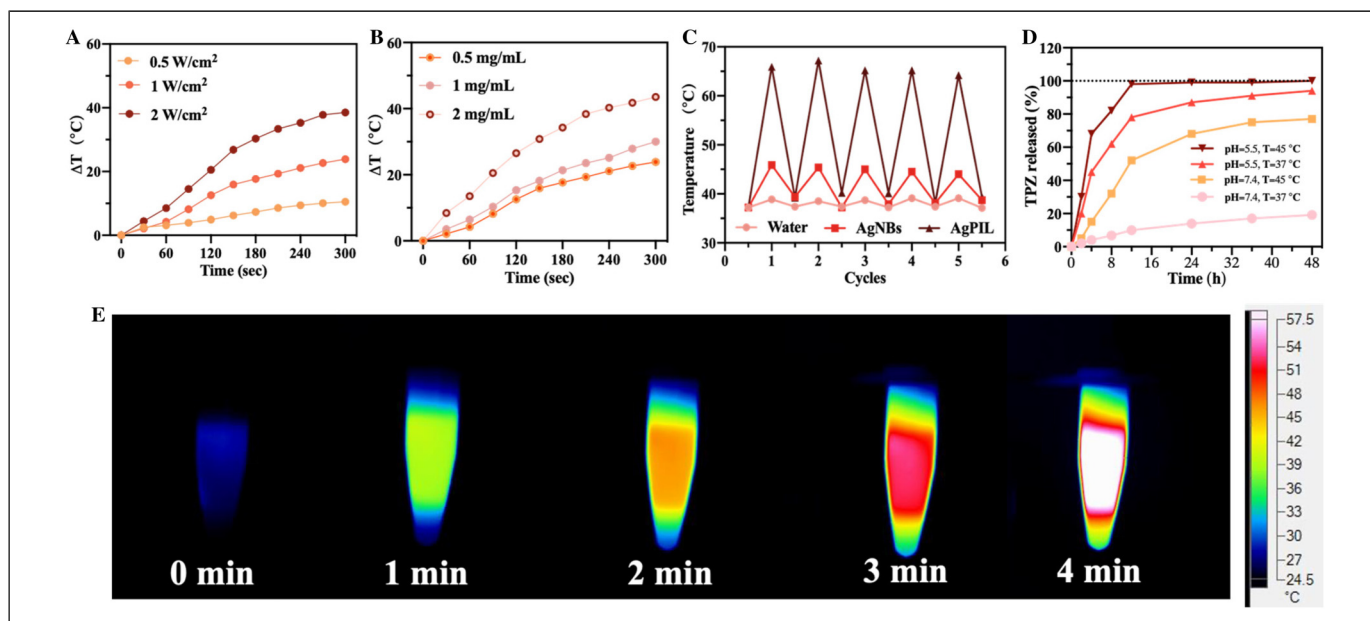 A
60
40
20
0
ΔT (°C)
0.5 W/cm²
1 W/cm²
2 W/cm²
0 60 120 180 240 300
Time (sec)
B
60
40
20
0
ΔT (°C)
0.5 mg/mL
1 mg/mL
2 mg/mL
0 60 120 180 240 300
Time (sec)
C
70
60
50
40
30
Temperature (°C)
Water AgNBs AgPIL
0 1 2 3 4 5 6
Cycles
D
120
100
80
60
40
20
0
TPZ released (%)
pH=5.5, T=45 °C
pH=5.5, T=37 °C
pH=7.4, T=45 °C
pH=7.4, T=37 °C
0 4 8 12 16 24 32 36 40 48
Time (h)
E
0 min 1 min 2 min 3 min 4 min
57.5
54
51
48
45
42
39
36
33
30
27
24.5
°C